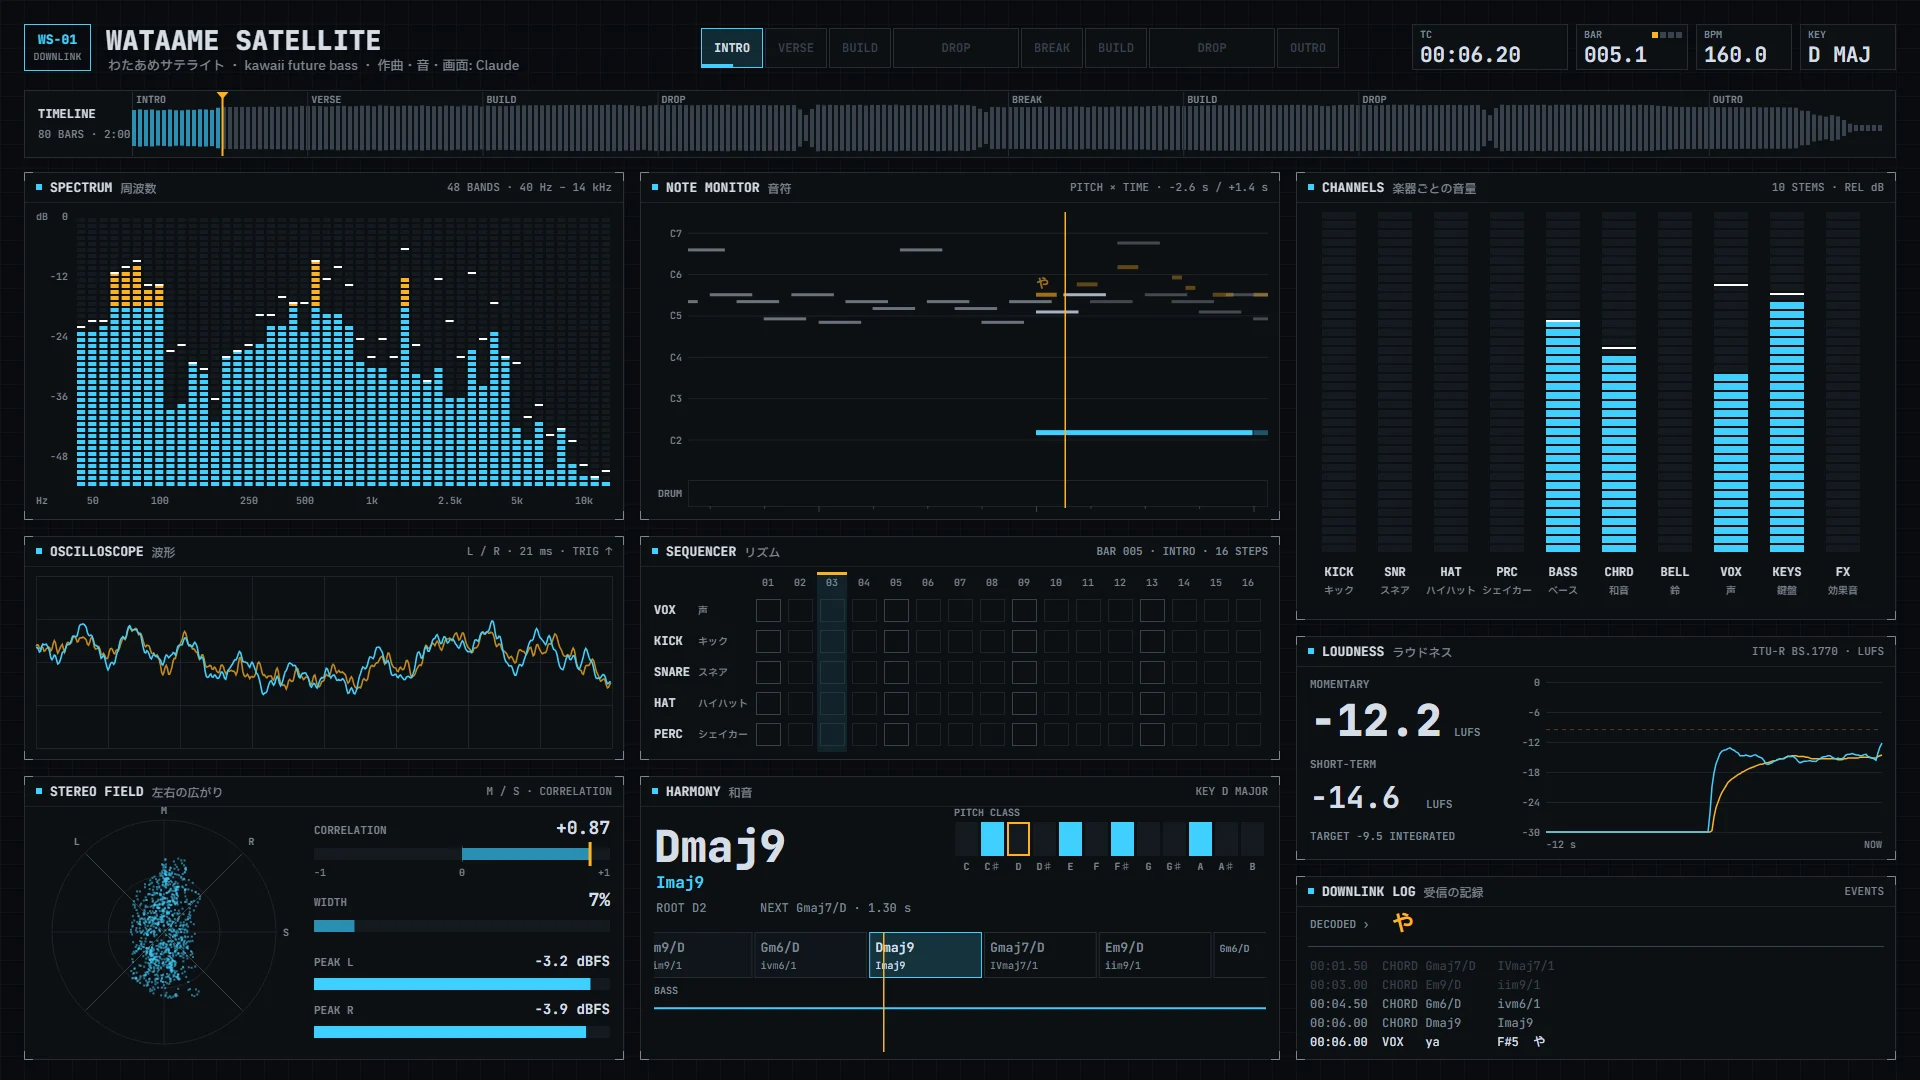 WS-01
DOWNLINK
WATAAME SATELLITE
わたあめサテライト ・ kawaii future bass ・ 作曲・音・画面: Claude
INTRO VERSE BUILD DROP BREAK BUILD DROP OUTRO
TC
00:06.20
BAR
005.1
BPM
160.0
KEY
D MAJ
TIMELINE
80 BARS · 2:00
INTRO VERSE BUILD DROP BREAK BUILD DROP OUTRO
SPECTRUM 周波数
48 BANDS · 40 Hz – 14 kHz
dB 0
-12
-24
-36
-48
Hz 50 100 250 500 1k 2.5k 5k 10k
NOTE MONITOR 音符
PITCH × TIME · -2.6 s / +1.4 s
C7
C6
や
C5
C4
C3
C2
DRUM
CHANNELS 楽器ごとの音量
10 STEMS · REL dB
KICK SNR HAT PRC BASS CHRD BELL VOX KEYS FX
キック スネア ハイハット シェイカー ベース 和音 鈴 声 鍵盤 効果音
OSCILLOSCOPE 波形
L / R · 21 ms · TRIG ↑
SEQUENCER リズム
BAR 005 · INTRO · 16 STEPS
01 02 03 04 05 06 07 08 09 10 11 12 13 14 15 16
VOX 声
KICK キック
SNARE スネア
HAT ハイハット
PERC シェイカー
LOUDNESS ラウドネス
ITU-R BS.1770 · LUFS
MOMENTARY
-12.2 LUFS
SHORT-TERM
-14.6 LUFS
TARGET -9.5 INTEGRATED
0
-6
-12
-18
-24
-30
-12 s NOW
STEREO FIELD 左右の広がり
M / S · CORRELATION
M
L
R
S
CORRELATION +0.87
-1 0 +1
WIDTH 7%
PEAK L -3.2 dBFS
PEAK R -3.9 dBFS
HARMONY 和音
KEY D MAJOR
Dmaj9
Imaj9
ROOT D2 NEXT Gmaj7/D · 1.30 s
PITCH CLASS
C C# D D# E F F# G G# A A# B
m9/D Gm6/D Dmaj9 Gmaj7/D Em9/D Gm6/D
iim9/1 ivm6/1 Imaj9 IVmaj7/1 iim9/1
BASS
DOWNLINK LOG 受信の記録
EVENTS
DECODED › や
00:01.50 CHORD Gmaj7/D IVmaj7/1
00:03.00 CHORD Em9/D iim9/1
00:04.50 CHORD Gm6/D ivm6/1
00:06.00 CHORD Dmaj9 Imaj9
00:06.00 VOX ya F#5 や